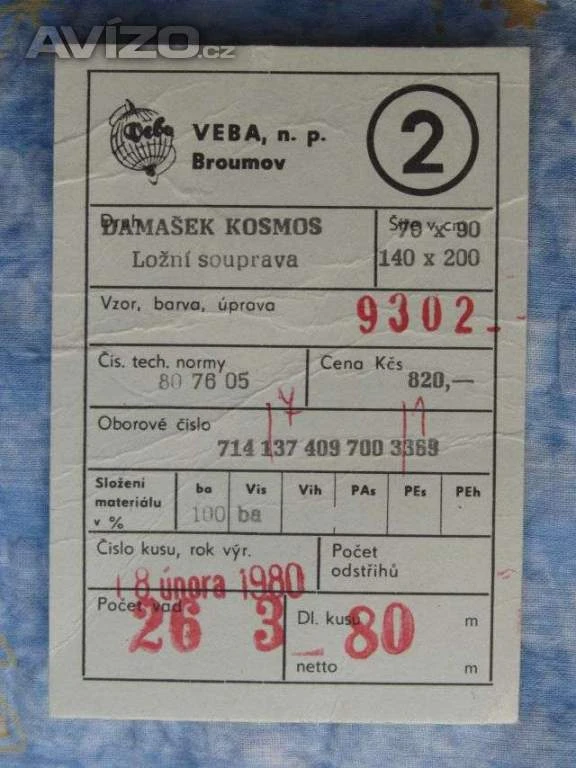 AVÍZO.cz
Veba
VEBA, n. p.
Broumov
2
Druh
DAMAŠEK KOSMOS
Ložní souprava
Šíře v cm
70 x 90
140 x 200
Vzor, barva, úprava
9302
Čís. tech. normy
80 76 05
Cena Kčs
820,—
Oborové číslo
714 137 409 700 3369
Složení
materiálu
v %
ba
Vis
Vih
PAs
PEs
PEh
100 ba
Číslo kusu, rok výr.
18 února 1980
Počet
odstřihů
Počet vad
26 3
Dl. kusu
80
m
netto
m